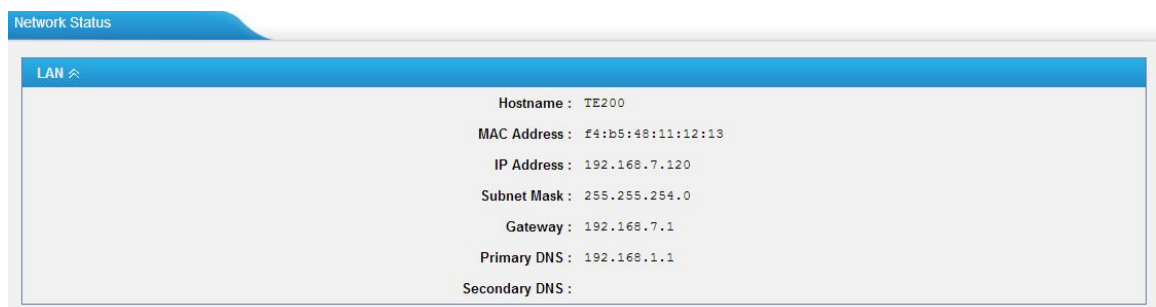 Network Status
LAN
Hostname : TE200
MAC Address : f4:b5:48:11:12:13
IP Address : 192.168.7.120
Subnet Mask : 255.255.254.0
Gateway : 192.168.7.1
Primary DNS : 192.168.1.1
Secondary DNS :